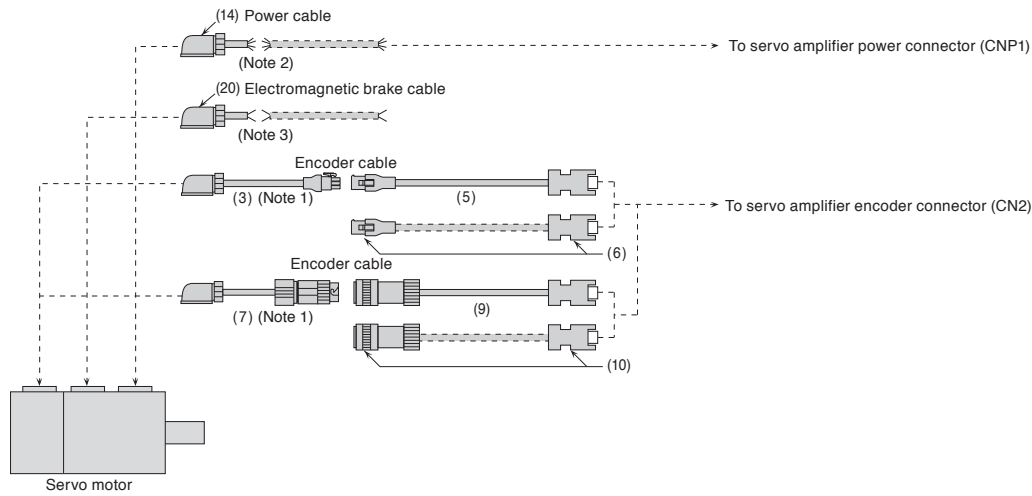 (14) Power cable
To servo amplifier power connector (CNP1)
(Note 2)
(20) Electromagnetic brake cable
(Note 3)
Encoder cable
(3) (Note 1)
(5)
To servo amplifier encoder connector (CN2)
(6)
Encoder cable
(7) (Note 1)
(9)
(10)
Servo motor